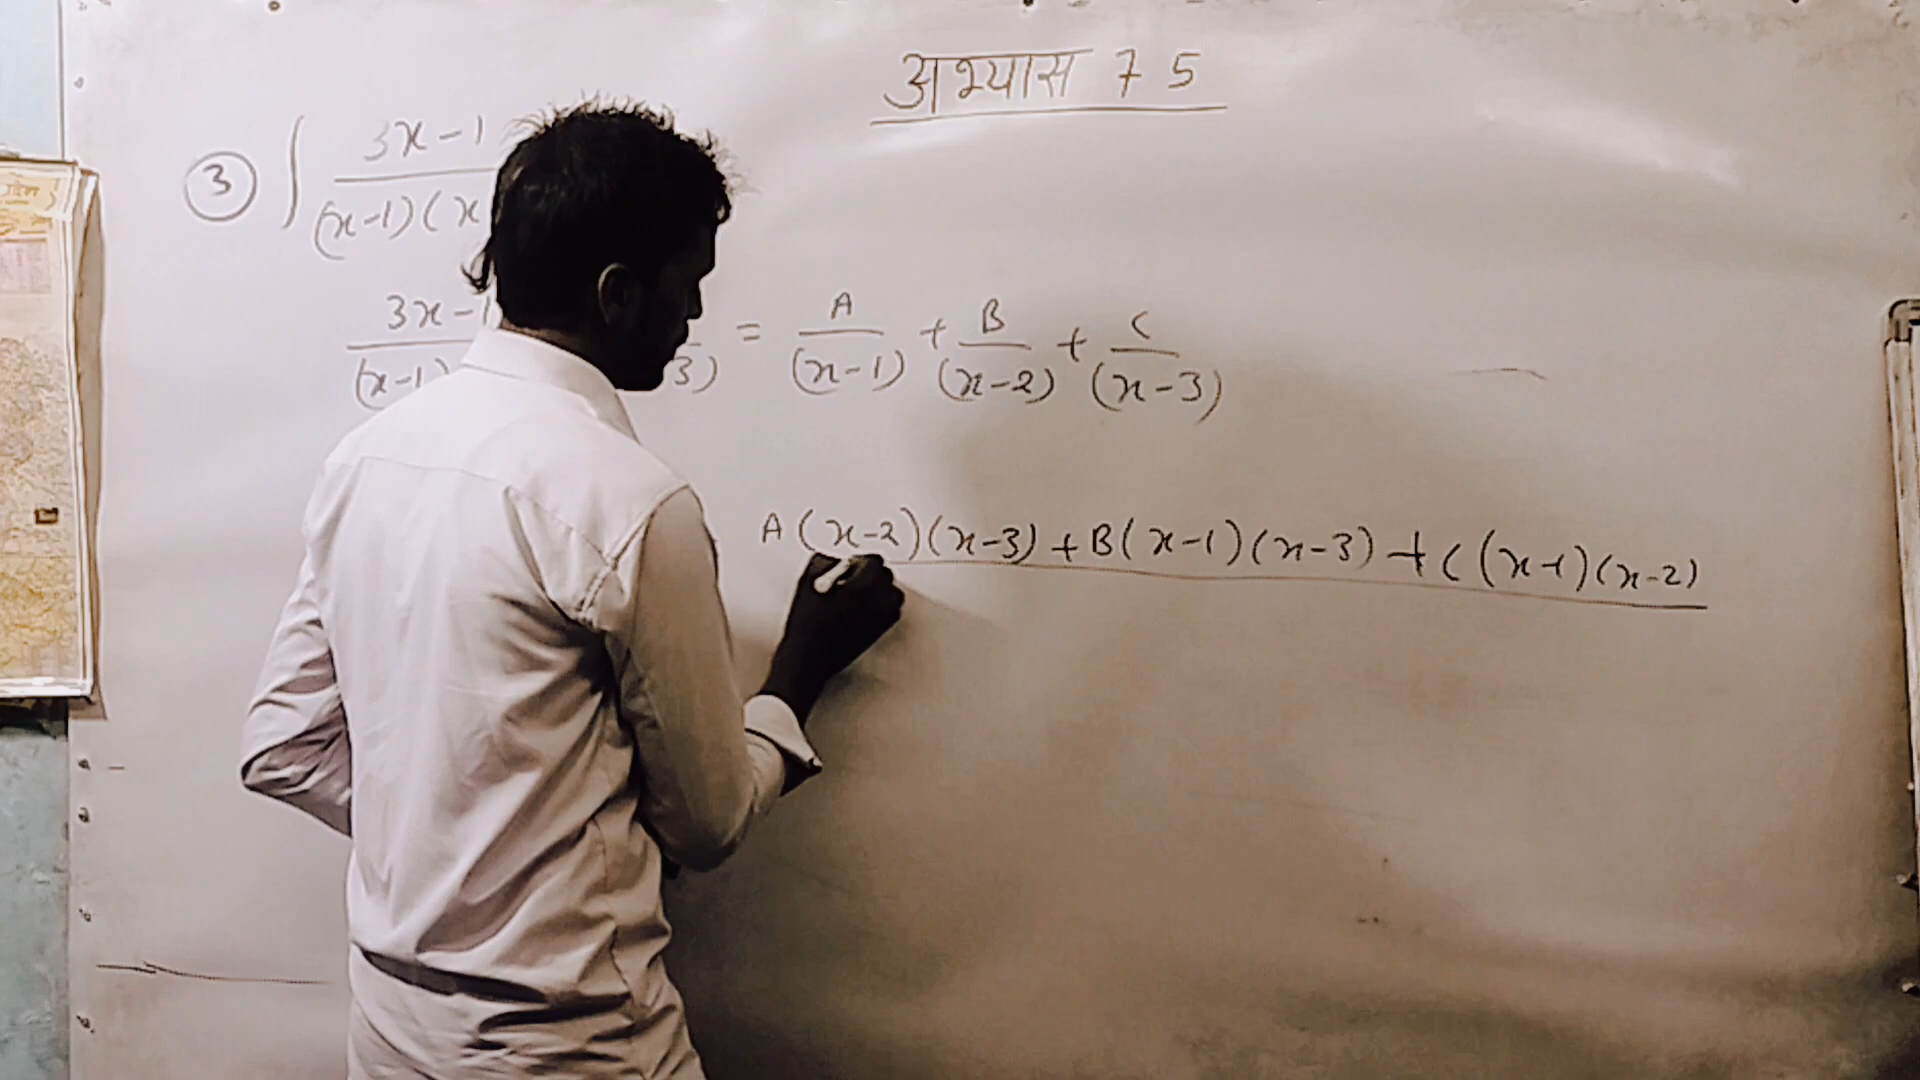 अभ्यास 7 5
③ ∫ 3x-1
(x-1)(x
3x-1 = A + B + C
(x-1) 3) (x-1) (x-2) (x-3)
A(x-2)(x-3)+B(x-1)(x-3)+C(x-1)(x-2)